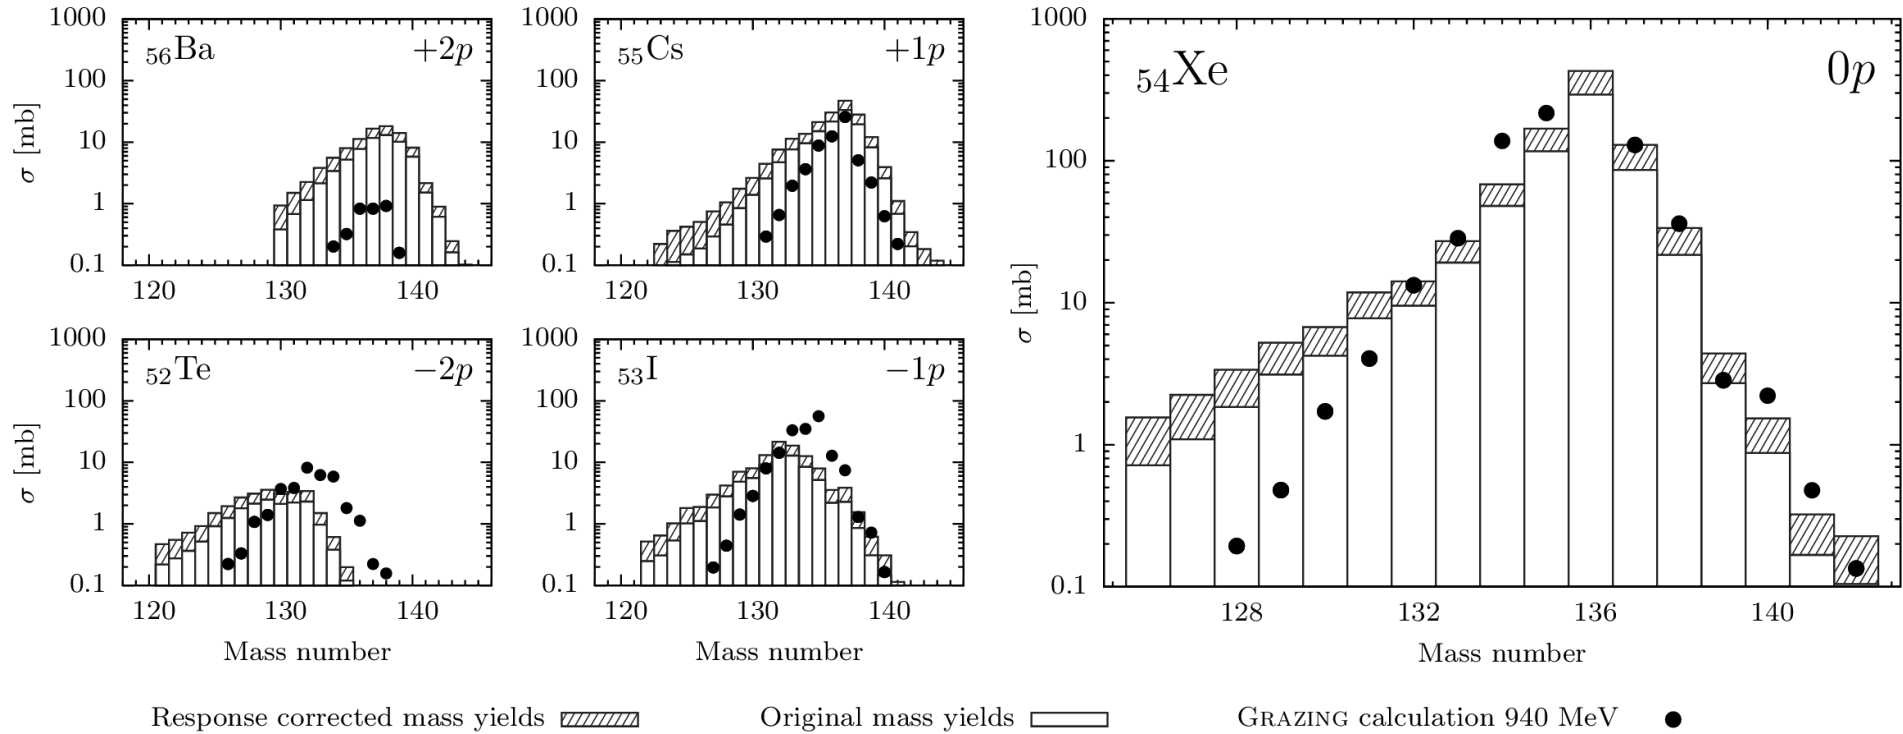 1000
100
10
1
0.1
σ [mb]
₅₆Ba
+2p
120
130
140
1000
100
10
1
0.1
₅₅Cs
+1p
120
130
140
1000
100
10
1
0.1
σ [mb]
₅₂Te
−2p
120
130
140
Mass number
1000
100
10
1
0.1
₅₃I
−1p
120
130
140
Mass number
1000
100
10
1
0.1
σ [mb]
₅₄Xe
0p
128
132
136
140
Mass number
Response corrected mass yields
Original mass yields
GRAZING calculation 940 MeV